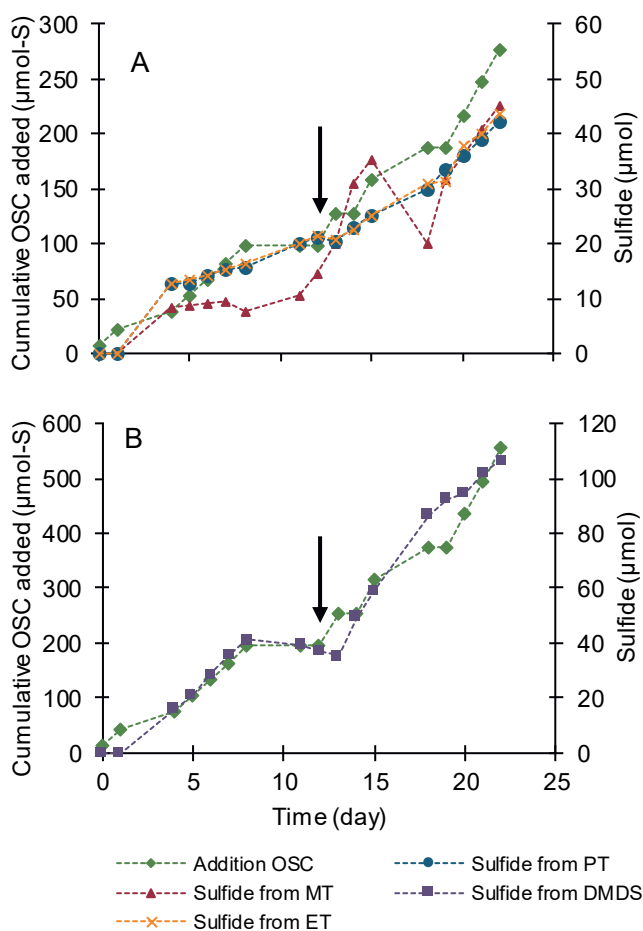 A
Cumulative OSC added (µmol-S)
300
250
200
150
100
50
0
60
50
40
30
20
10
0
Sulfide (µmol)
B
Cumulative OSC added (µmol-S)
600
500
400
300
200
100
0
120
100
80
60
40
20
0
Sulfide (µmol)
0 5 10 15 20 25
Time (day)
Addition OSC
Sulfide from PT
Sulfide from MT
Sulfide from DMDS
Sulfide from ET